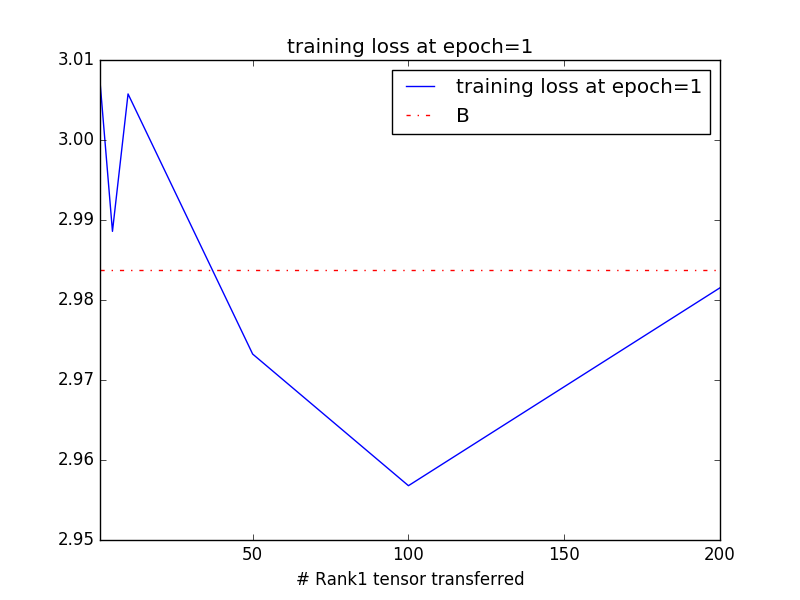 training loss at epoch=1
3.01
3.00
2.99
2.98
2.97
2.96
2.95
training loss at epoch=1
B
50
100
150
200
# Rank1 tensor transferred